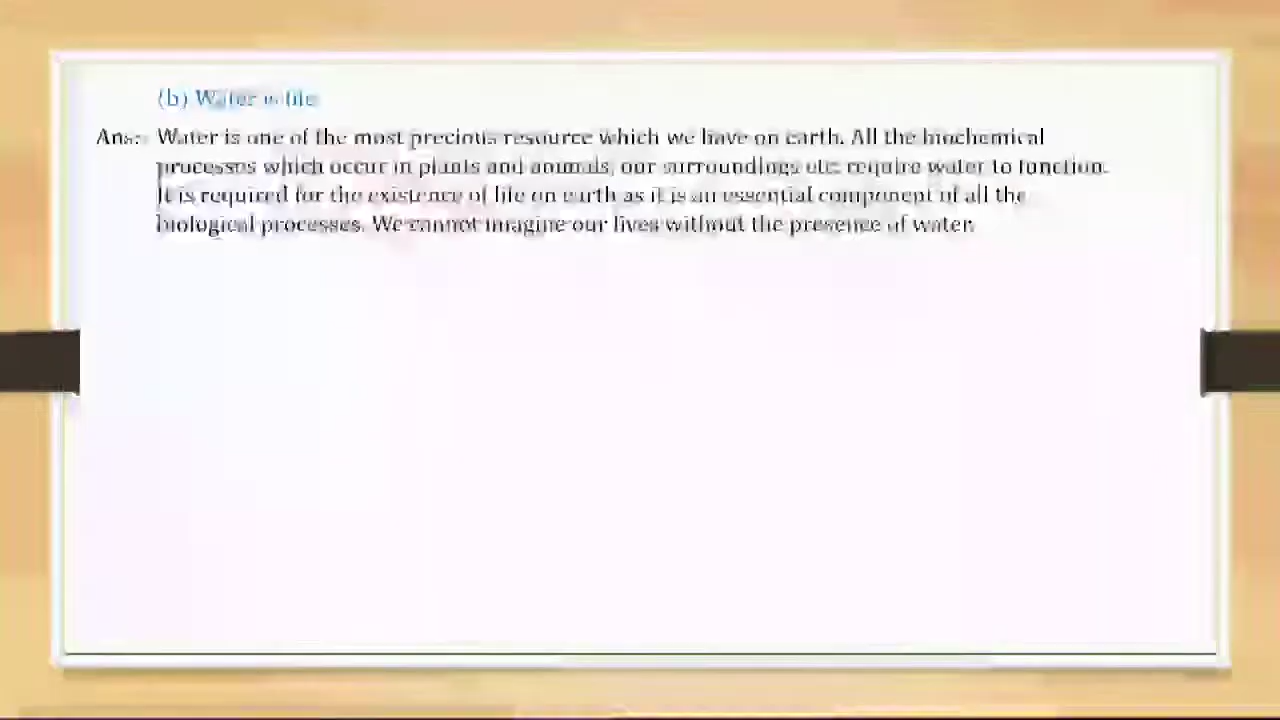 (b) Water is life
Ans:- Water is one of the most precious resource which we have on earth. All the biochemical
processes which occur in plants and animals, our surroundings etc. require water to function.
It is required for the existence of life on earth as it is an essential component of all the
biological processes. We cannot imagine our lives without the presence of water.